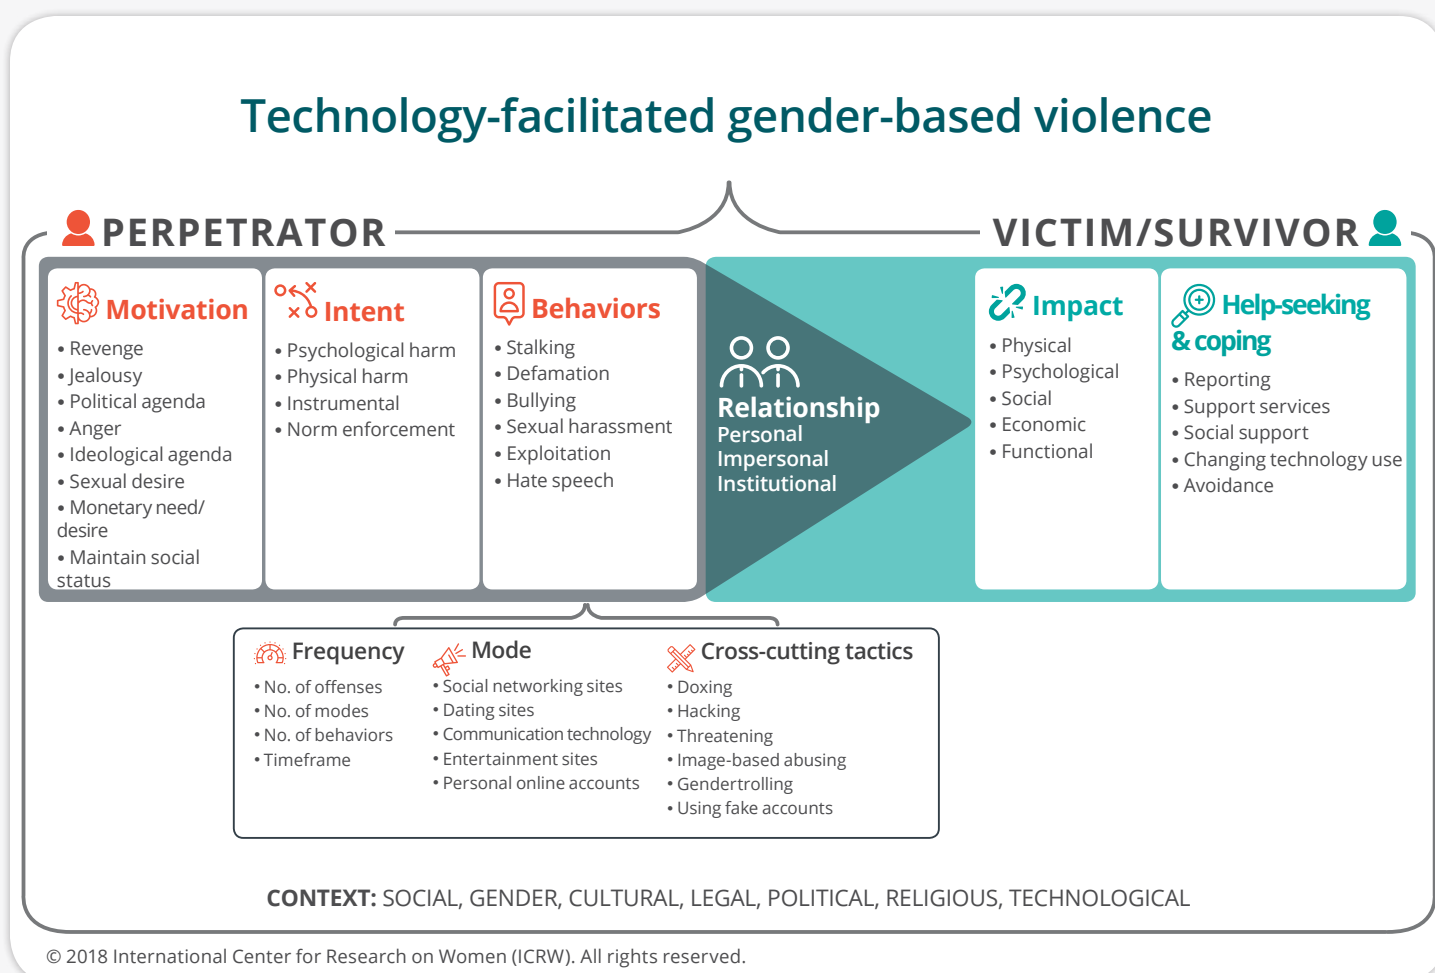 Technology-facilitated gender-based violence
PERPETRATOR
VICTIM/SURVIVOR
Motivation
• Revenge
• Jealousy
• Political agenda
• Anger
• Ideological agenda
• Sexual desire
• Monetary need/
desire
• Maintain social
status
Intent
• Psychological harm
• Physical harm
• Instrumental
• Norm enforcement
Behaviors
• Stalking
• Defamation
• Bullying
• Sexual harassment
• Exploitation
• Hate speech
Relationship
Personal
Impersonal
Institutional
Impact
• Physical
• Psychological
• Social
• Economic
• Functional
Help-seeking
& coping
• Reporting
• Support services
• Social support
• Changing technology use
• Avoidance
Frequency
• No. of offenses
• No. of modes
• No. of behaviors
• Timeframe
Mode
• Social networking sites
• Dating sites
• Communication technology
• Entertainment sites
• Personal online accounts
Cross-cutting tactics
• Doxing
• Hacking
• Threatening
• Image-based abusing
• Gendertrolling
• Using fake accounts
CONTEXT: SOCIAL, GENDER, CULTURAL, LEGAL, POLITICAL, RELIGIOUS, TECHNOLOGICAL
© 2018 International Center for Research on Women (ICRW). All rights reserved.